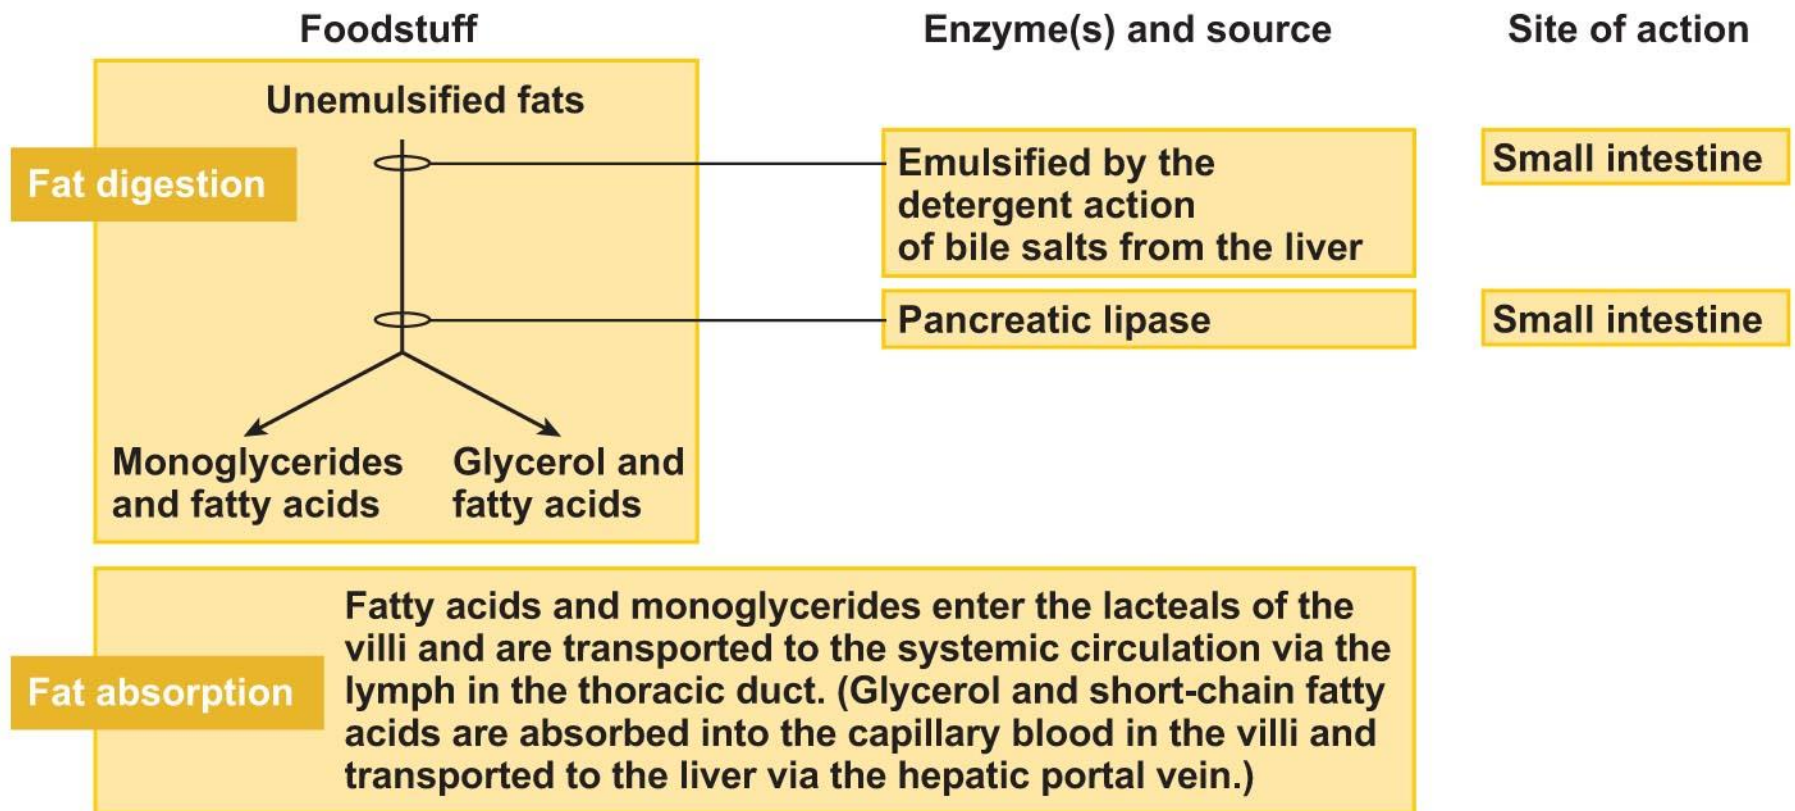 Foodstuff
Enzyme(s) and source
Site of action
Unemulsified fats
Fat digestion
Emulsified by the
detergent action
of bile salts from the liver
Small intestine
Pancreatic lipase
Small intestine
Monoglycerides
and fatty acids
Glycerol and
fatty acids
Fat absorption
Fatty acids and monoglycerides enter the lacteals of the
villi and are transported to the systemic circulation via the
lymph in the thoracic duct. (Glycerol and short-chain fatty
acids are absorbed into the capillary blood in the villi and
transported to the liver via the hepatic portal vein.)